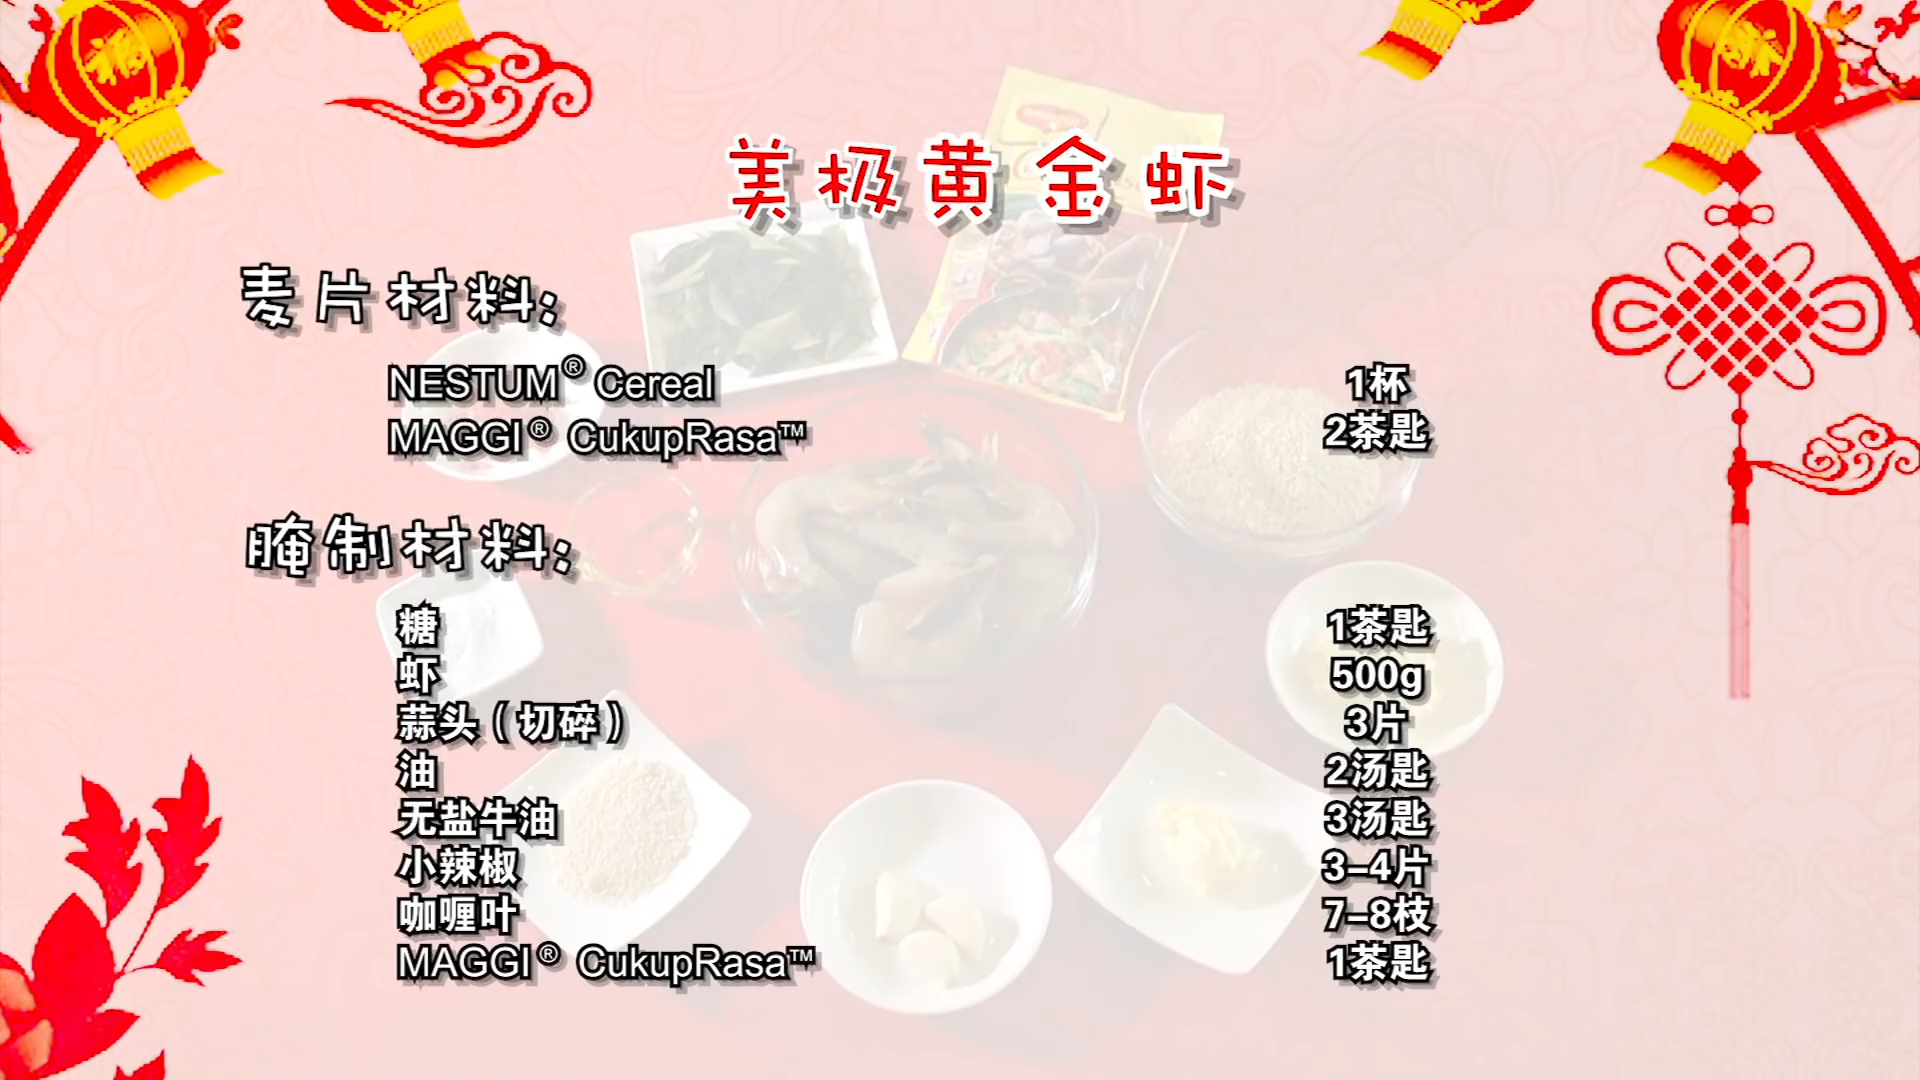 美极黄金虾
麦片材料:
NESTUM® Cereal 1杯
MAGGI® CukupRasa™ 2茶匙
腌制材料:
糖 1茶匙
虾 500g
蒜头（切碎） 3片
油 2汤匙
无盐牛油 3汤匙
小辣椒 3-4片
咖喱叶 7-8枝
MAGGI® CukupRasa™ 1茶匙